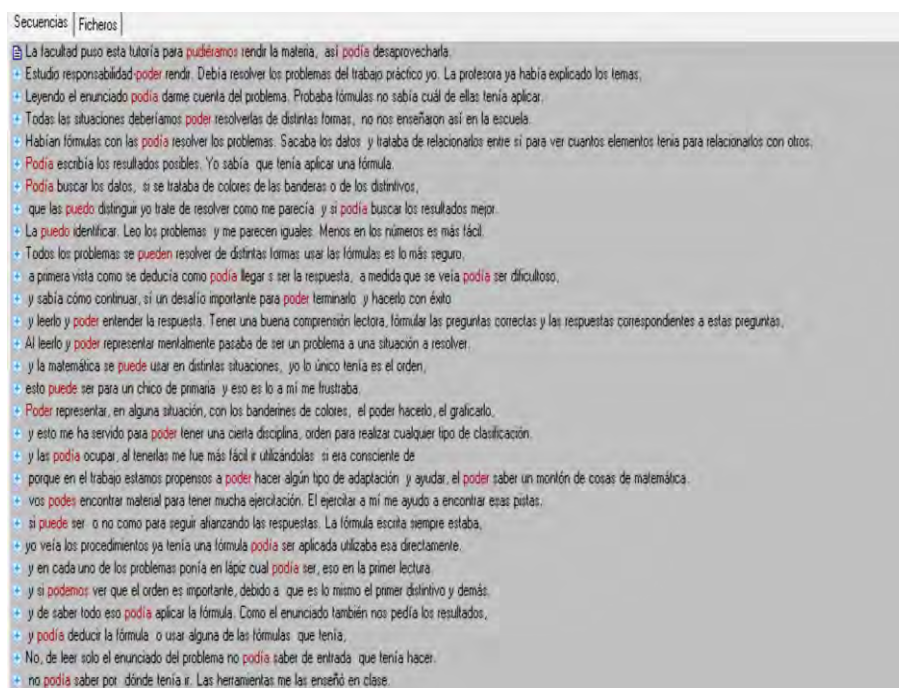 Secuencias Ficheros
La facultad puso esta tutoría para pudiéramos rendir la materia, así podía desaprovecharla.
Estudio responsabilidad-poder rendir. Debía resolver los problemas del trabajo práctico yo. La profesora ya había explicado los temas,
Leyendo el enunciado podía darme cuenta del problema. Probaba fórmulas no sabía cuál de ellas tenía aplicar.
Todas las situaciones deberíamos poder resolverlas de distintas formas, no nos enseñaron así en la escuela.
Habían fórmulas con las podía resolver los problemas. Sacaba los datos y trataba de relacionarlos entre sí para ver cuantos elementos tenia para relacionarlos con otros.
Podía escribía los resultados posibles. Yo sabía que tenía aplicar una fórmula.
Podía buscar los datos, si se trataba de colores de las banderas o de los distintivos,
que las puedo distinguir yo trate de resolver como me parecía y si podía buscar los resultados mejor.
La puedo identificar. Leo los problemas y me parecen iguales. Menos en los números es más fácil.
Todos los problemas se pueden resolver de distintas formas usar las fórmulas es lo más seguro,
a primera vista como se deducía como podía llegar s ser la respuesta, a medida que se veía podía ser dificultoso,
y sabía cómo continuar, si un desafío importante para poder terminarlo y hacerlo con éxito
y leerlo y poder entender la respuesta. Tener una buena comprensión lectora, fórmular las preguntas correctas y las respuestas correspondientes a estas preguntas,
Al leerlo y poder representar mentalmente pasaba de ser un problema a una situación a resolver.
y la matemática se puede usar en distintas situaciones, yo lo único tenía es el orden,
esto puede ser para un chico de primaria y eso es lo a mí me frustraba.
Poder representar, en alguna situación, con los banderines de colores, el poder hacerlo, el graficarlo,
y esto me ha servido para poder tener una cierta disciplina, orden para realizar cualquier tipo de clasificación.
y las podía ocupar, al tenerlas me fue más fácil ir utilizándolas si era consciente de
porque en el trabajo estamos propensos a poder hacer algún tipo de adaptación y ayudar, el poder saber un montón de cosas de matemática.
vos podes encontrar material para tener mucha ejercitación. El ejercitar a mí me ayudo a encontrar esas pistas.
si puede ser o no como para seguir afianzando las respuestas. La fórmula escrita siempre estaba,
yo veía los procedimientos ya tenía una fórmula podía ser aplicada utilizaba esa directamente.
y en cada uno de los problemas ponía en lápiz cual podía ser, eso en la primer lectura.
y si podemos ver que el orden es importante, debido a que es lo mismo el primer distintivo y demás.
y de saber todo eso podía aplicar la fórmula. Como el enunciado también nos pedía los resultados,
y podía deducir la fórmula o usar alguna de las fórmulas que tenía,
No, de leer solo el enunciado del problema no podía saber de entrada que tenía hacer.
no podía saber por dónde tenía ir. Las herramientas me las enseñó en clase.